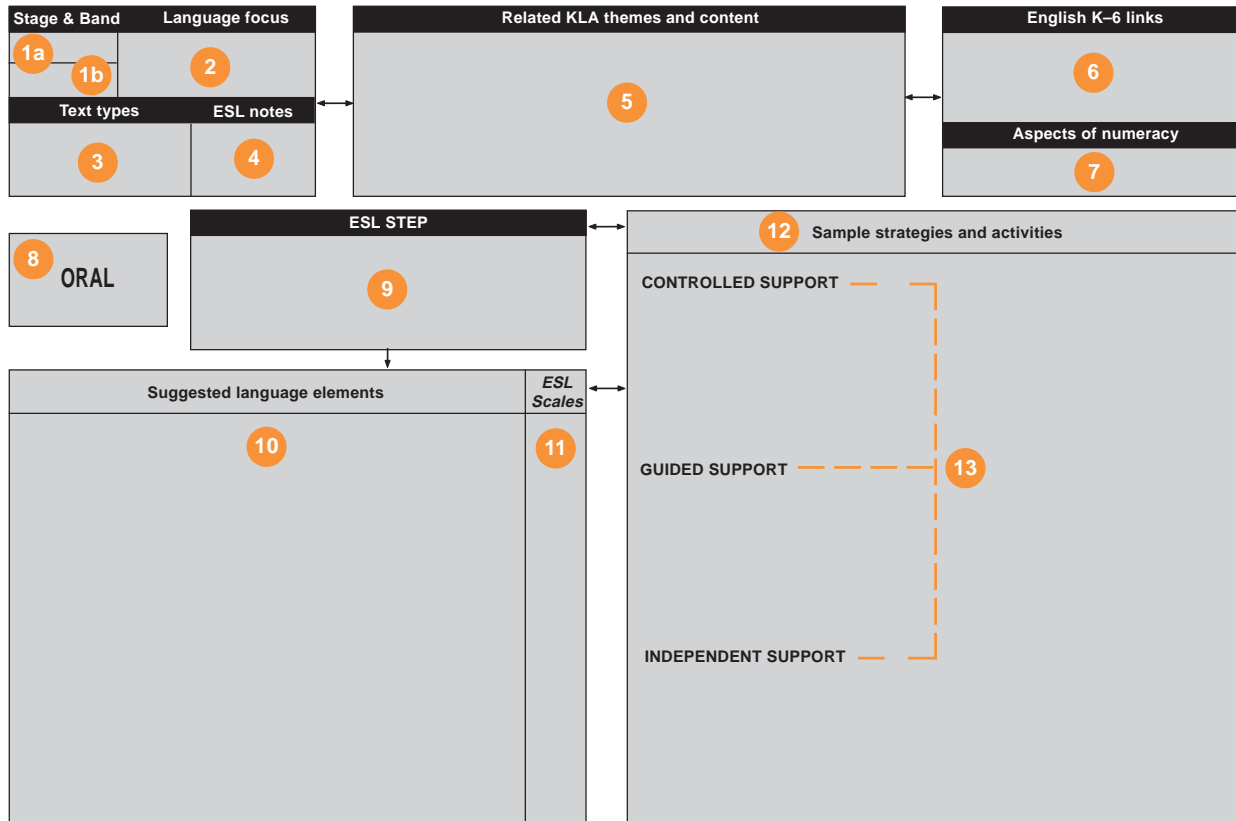 Stage & Band Language focus
1a
1b
2
Text types ESL notes
3
4
Related KLA themes and content
5
English K–6 links
6
Aspects of numeracy
7
8
ORAL
ESL STEP
9
Suggested language elements
ESL
Scales
10
11
12 Sample strategies and activities
CONTROLLED SUPPORT
GUIDED SUPPORT
13
INDEPENDENT SUPPORT